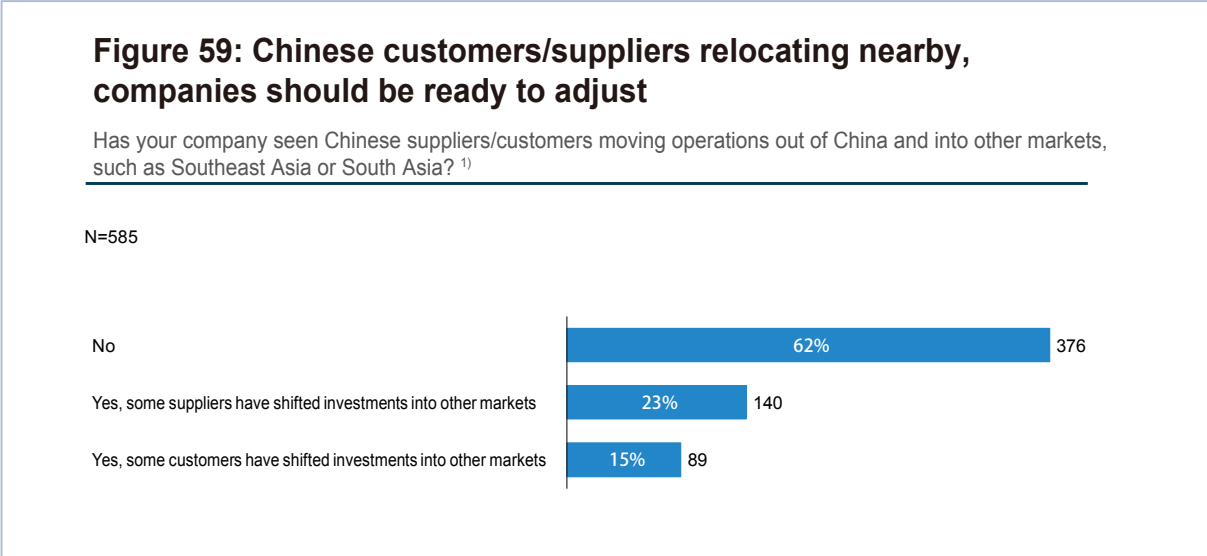 Figure 59: Chinese customers/suppliers relocating nearby,
companies should be ready to adjust
Has your company seen Chinese suppliers/customers moving operations out of China and into other markets,
such as Southeast Asia or South Asia? 1)
N=585
No 62% 376
Yes, some suppliers have shifted investments into other markets 23% 140
Yes, some customers have shifted investments into other markets 15% 89